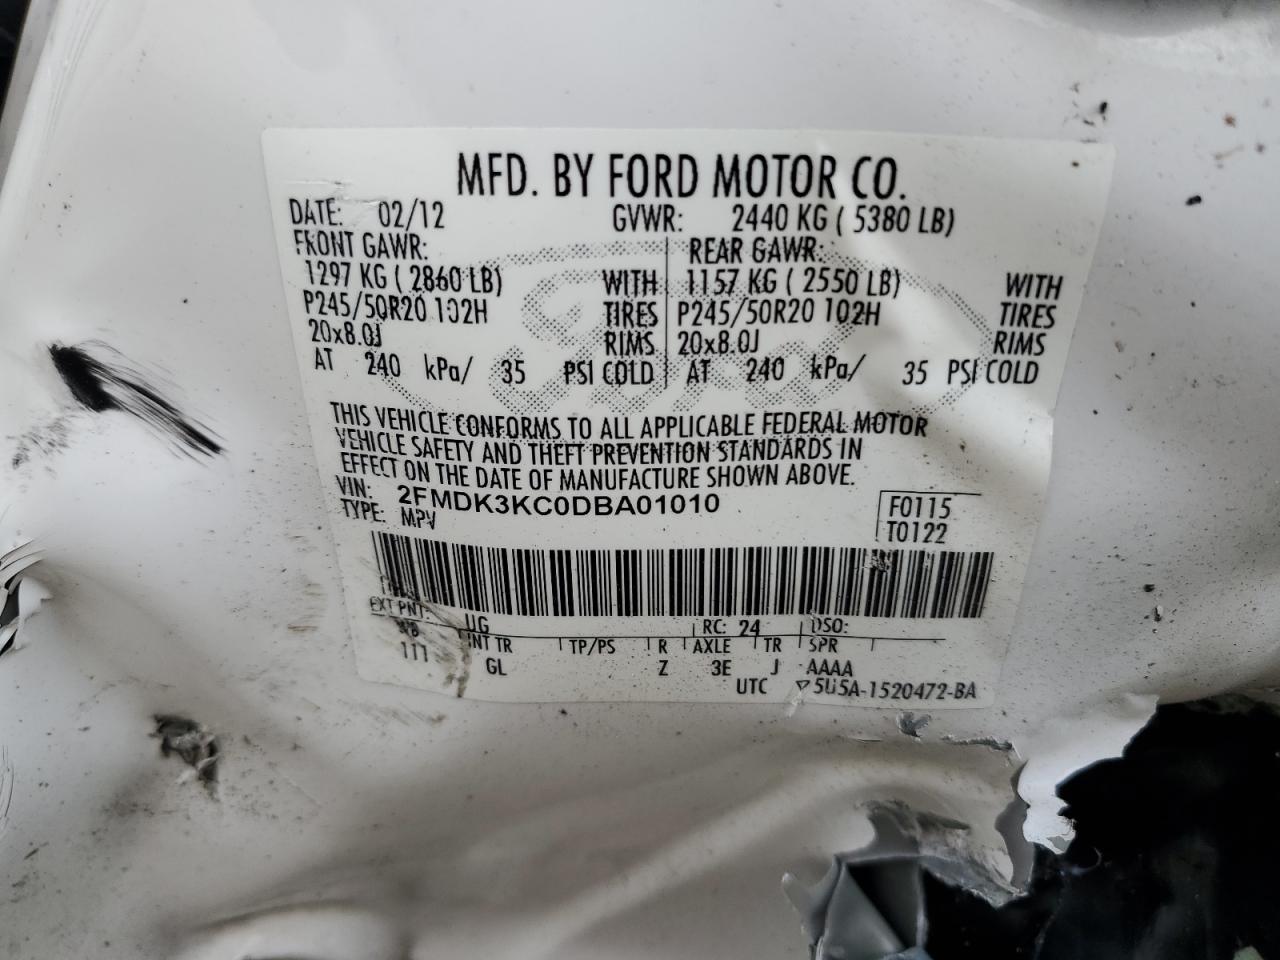 MFD. BY FORD MOTOR CO.
DATE: 02/12 GVWR: 2440 KG ( 5380 LB)
FRONT GAWR: REAR GAWR:
1297 KG ( 2860 LB) WITH 1157 KG ( 2550 LB) WITH
P245/50R20 102H TIRES P245/50R20 102H TIRES
20x8.0J RIMS 20x8.0J RIMS
AT 240 kPa/ 35 PSI COLD AT 240 kPa/ 35 PSI COLD
THIS VEHICLE CONFORMS TO ALL APPLICABLE FEDERAL MOTOR
VEHICLE SAFETY AND THEFT PREVENTION STANDARDS IN
EFFECT ON THE DATE OF MANUFACTURE SHOWN ABOVE.
VIN: 2FMDK3KC0DBA01010 F0115
TYPE: MPV T0122
EXT PNT: UG RC: 24 DSO:
INT TR TP/PS R AXLE TR SPR
GL Z 3E J AAAA
UTC 5U5A-1520472-BA